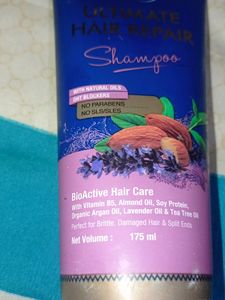 ULTIMATE
HAIR REPAIR
Shampoo
WITH NATURAL OILS
DHT BLOCKERS
NO PARABENS
NO SLS/SLES
BioActive Hair Care
With Vitamin B5, Almond Oil, Soy Protein,
Organic Argan Oil, Lavender Oil & Tea Tree Oil
Perfect for Brittle, Damaged Hair & Split Ends
Net Volume : 175 ml